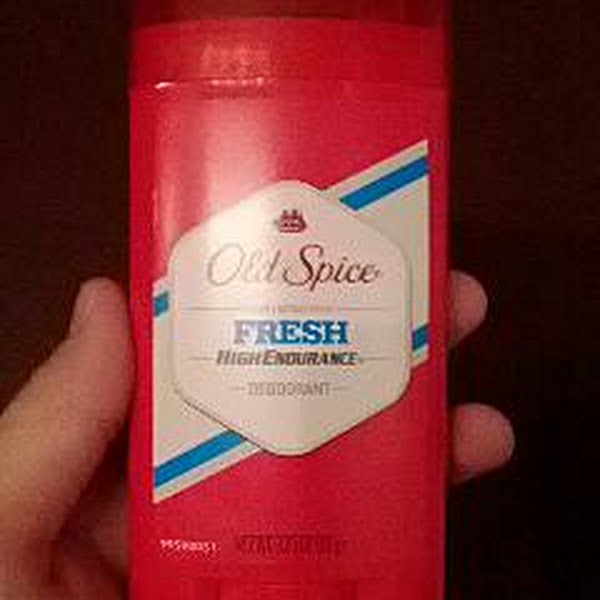 Old Spice
FRESH
HIGH ENDURANCE
DEODORANT